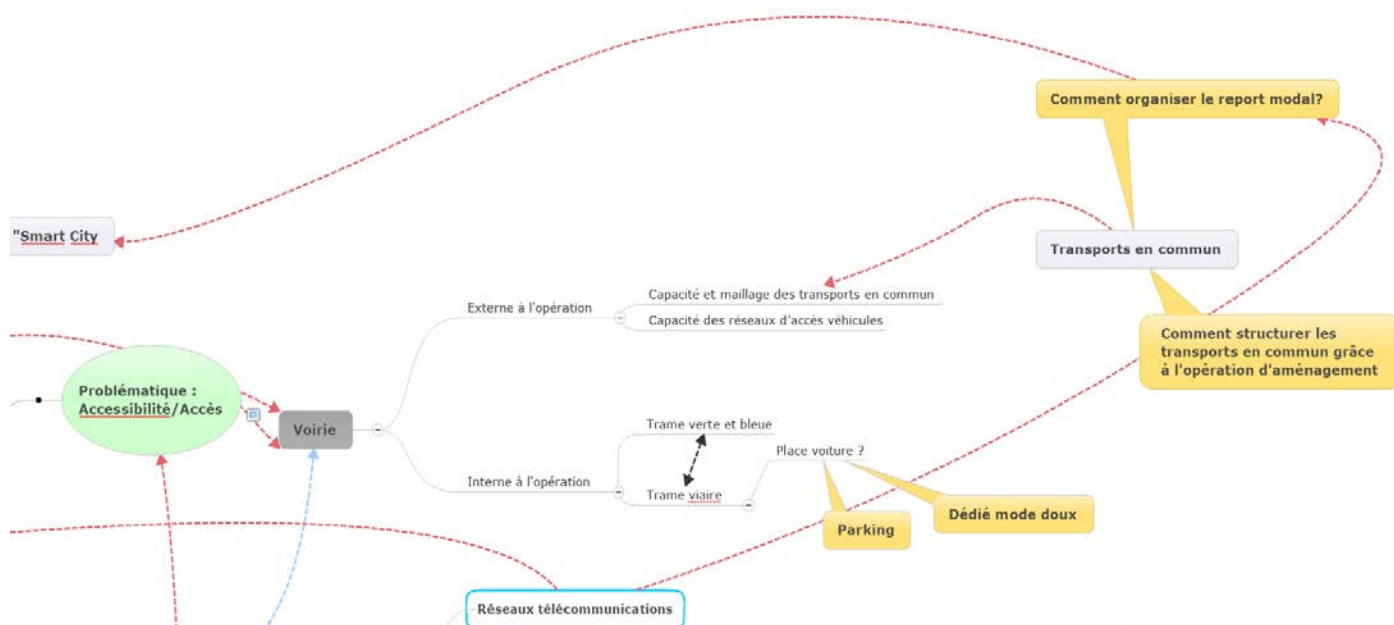 Comment organiser le report modal?
"Smart City
Transports en commun
Capacité et maillage des transports en commun
Externe à l'opération
Capacité des réseaux d'accès véhicules
Comment structurer les
transports en commun grâce
à l'opération d'aménagement
Problématique :
Accessibilité/Accès
Voirie
Trame verte et bleue
Place voiture ?
Interne à l'opération
Trame viaire
Dédié mode doux
Parking
Réseaux télécommunications